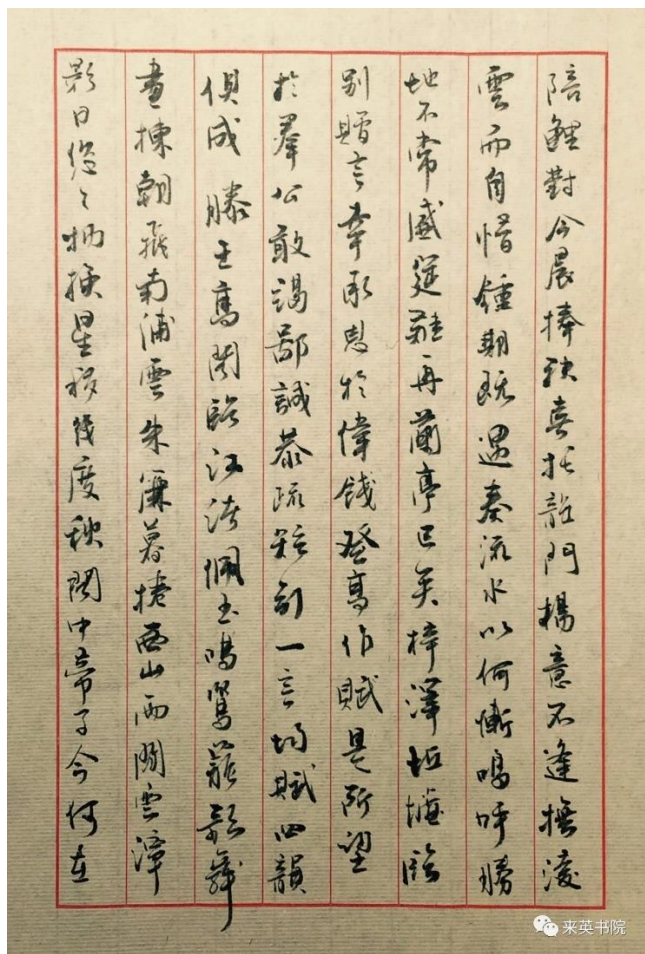 陪鯉對今晨捧袂喜托龍門楊意不逢撫凌
雲而自惜鍾期既遇奏流水以何慚嗚呼勝
地不常盛筵難再蘭亭已矣梓澤丘墟臨
別贈言幸承恩於偉餞登高作賦是所望
於羣公敢竭鄙誠恭疏短引一言均賦四韻
俱成滕王高閣臨江渚佩玉鳴鸞罷歌舞
畫棟朝飛南浦雲朱簾暮捲西山雨閒雲潭
影日悠々物換星移幾度秋閣中帝子今何在
来英书院